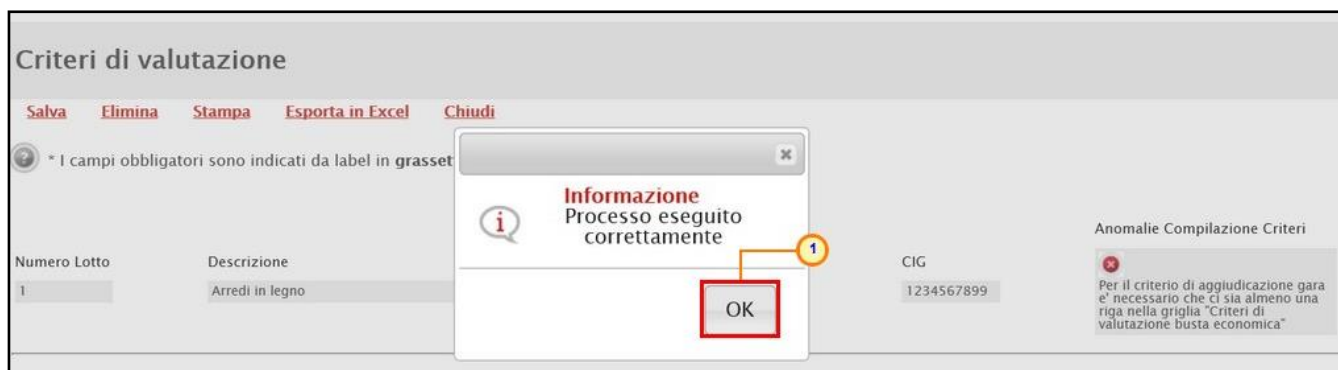 Criteri di valutazione
Salva Elimina Stampa Esporta in Excel Chiudi
* I campi obbligatori sono indicati da label in grasset
Informazione
Processo eseguito
correttamente
1
OK
Numero Lotto Descrizione CIG Anomalie Compilazione Criteri
1 Arredi in legno 1234567899
Per il criterio di aggiudicazione gara
e' necessario che ci sia almeno una
riga nella griglia "Criteri di
valutazione busta economica"